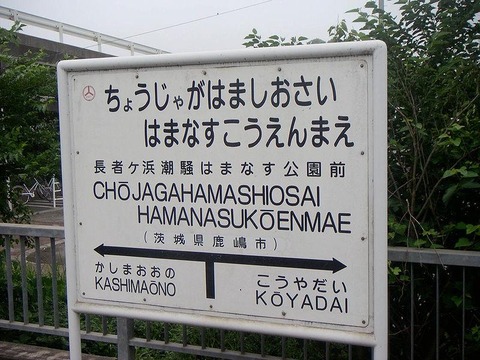 ちょうじゃがはましおさい
はまなすこうえんまえ
長者ケ浜潮騒はまなす公園前
CHŌJAGAHAMASHIOSAI
HAMANASUKŌENMAE
(茨城県鹿嶋市)
かしまおおの
KASHIMAŌNO
こうやだい
KŌYADAI